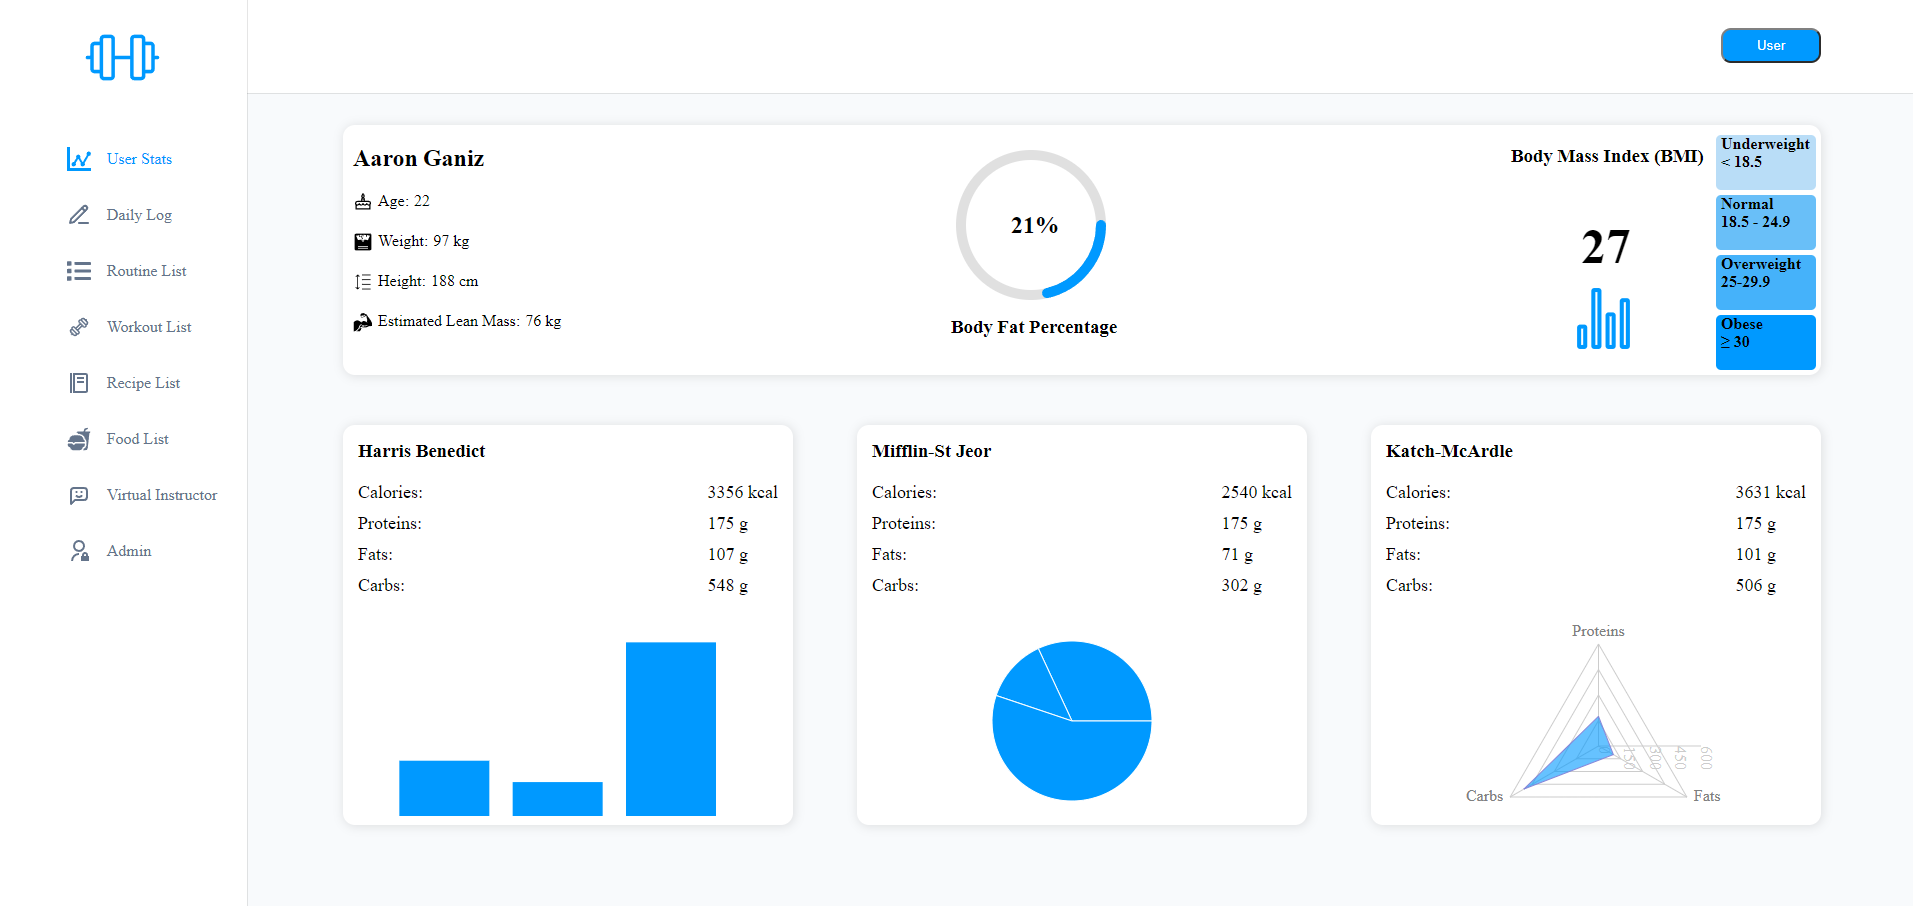 User
User Stats
Daily Log
Routine List
Workout List
Recipe List
Food List
Virtual Instructor
Admin
Aaron Ganiz
Age: 22
Weight: 97 kg
Height: 188 cm
Estimated Lean Mass: 76 kg
21%
Body Fat Percentage
Body Mass Index (BMI)
27
Underweight
< 18.5
Normal
18.5 - 24.9
Overweight
25-29.9
Obese
≥ 30
Harris Benedict
Calories: 3356 kcal
Proteins: 175 g
Fats: 107 g
Carbs: 548 g
Mifflin-St Jeor
Calories: 2540 kcal
Proteins: 175 g
Fats: 71 g
Carbs: 302 g
Katch-McArdle
Calories: 3631 kcal
Proteins: 175 g
Fats: 101 g
Carbs: 506 g
Proteins
0 150 300 450 600
Carbs
Fats